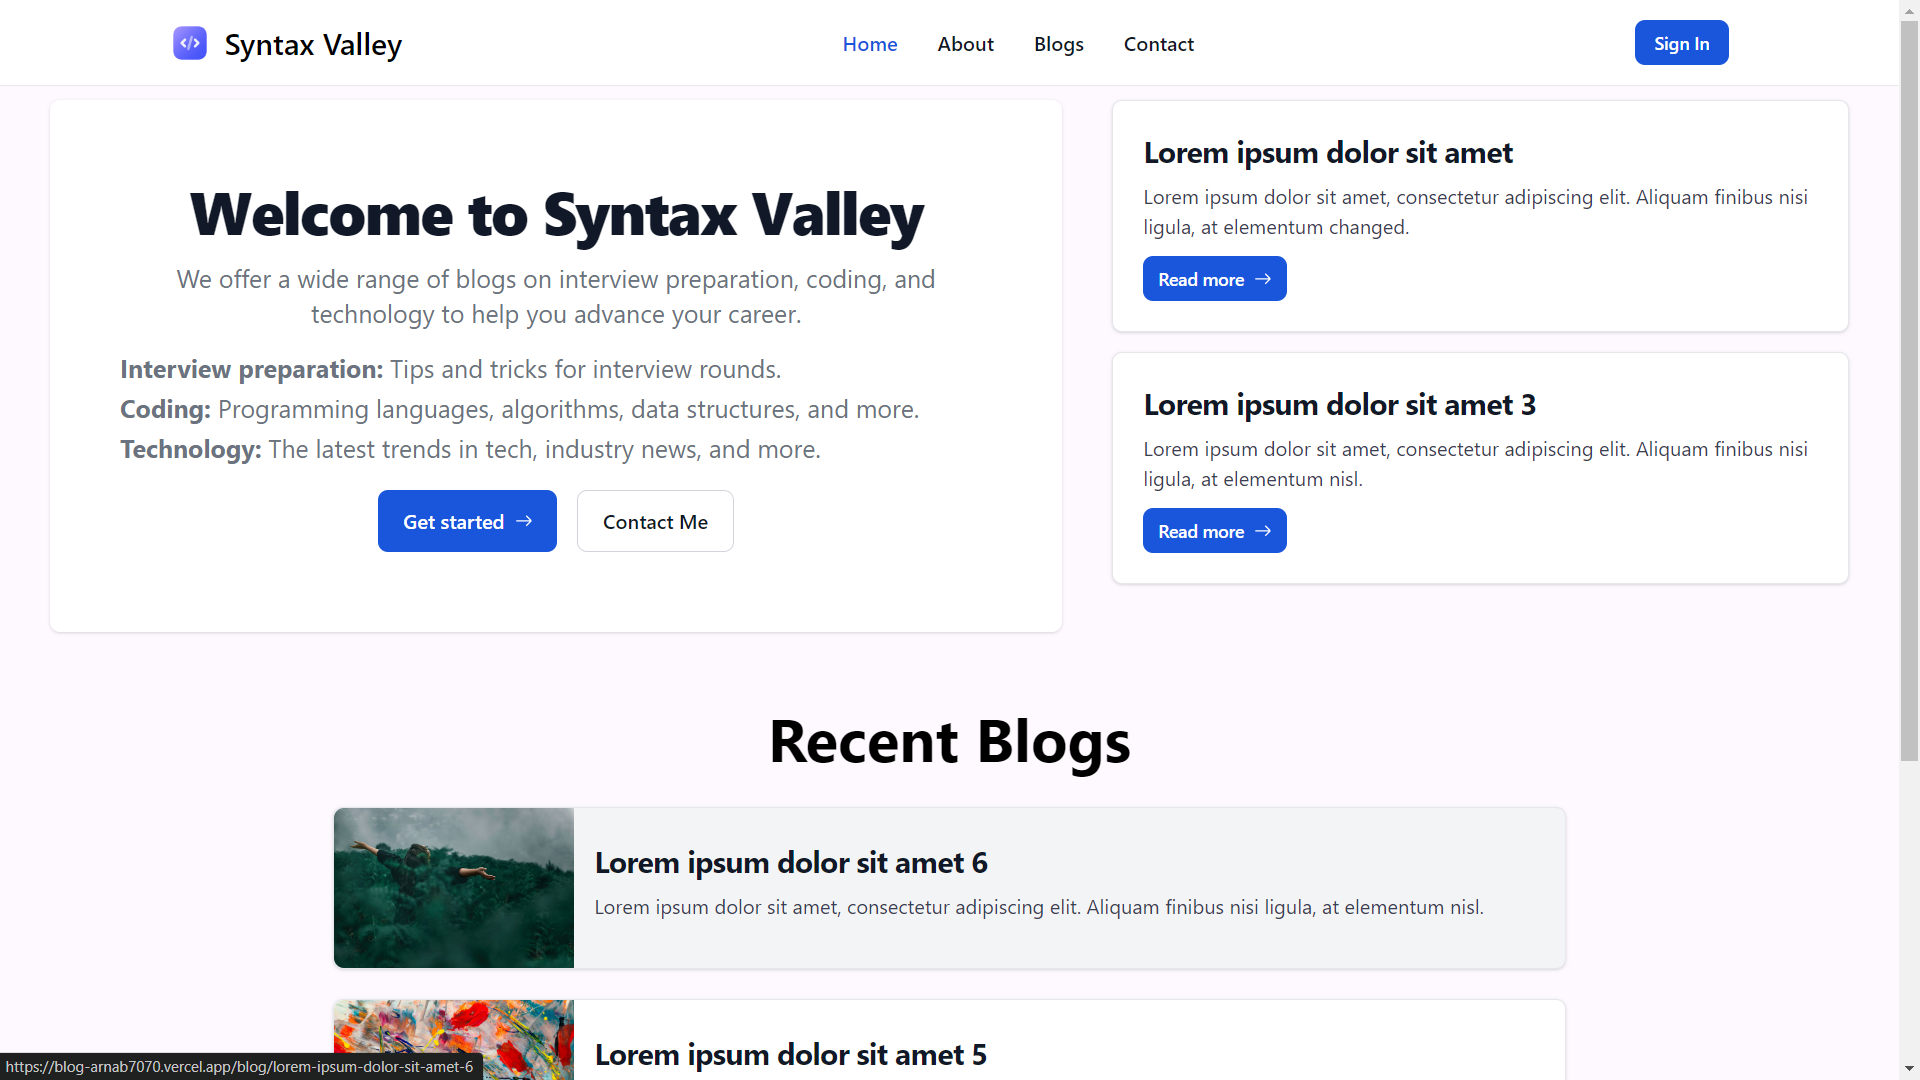 Syntax Valley
Home
About
Blogs
Contact
Sign In
Welcome to Syntax Valley
We offer a wide range of blogs on interview preparation, coding, and
technology to help you advance your career.
Interview preparation: Tips and tricks for interview rounds.
Coding: Programming languages, algorithms, data structures, and more.
Technology: The latest trends in tech, industry news, and more.
Get started
Contact Me
Lorem ipsum dolor sit amet
Lorem ipsum dolor sit amet, consectetur adipiscing elit. Aliquam finibus nisi
ligula, at elementum changed.
Read more
Lorem ipsum dolor sit amet 3
Lorem ipsum dolor sit amet, consectetur adipiscing elit. Aliquam finibus nisi
ligula, at elementum nisl.
Read more
Recent Blogs
Lorem ipsum dolor sit amet 6
Lorem ipsum dolor sit amet, consectetur adipiscing elit. Aliquam finibus nisi ligula, at elementum nisl.
Lorem ipsum dolor sit amet 5
https://blog-arnab7070.vercel.app/blog/lorem-ipsum-dolor-sit-amet-6